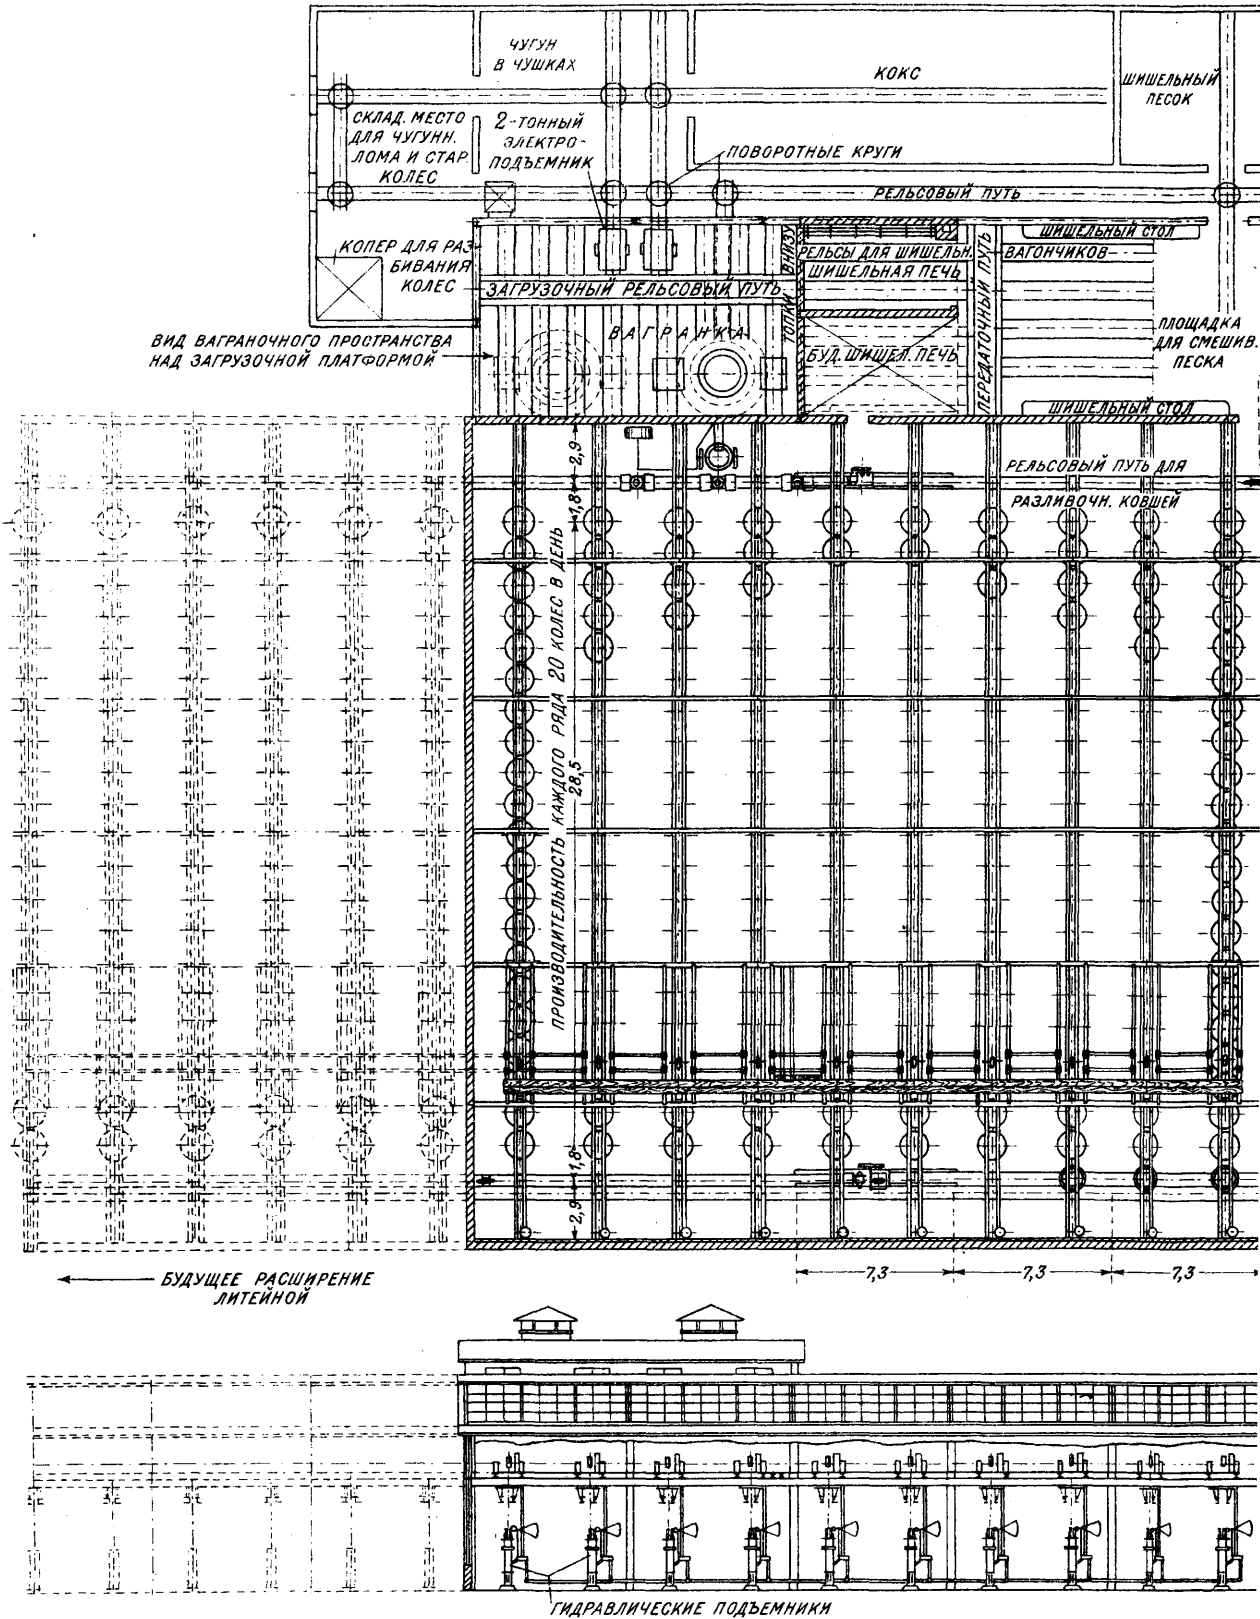 ЧУГУН
В ЧУШКАХ
КОКС
ШИШЕЛЬНЫЙ
ПЕСОК
СКЛАД. МЕСТО
ДЛЯ ЧУГУНН.
ЛОМА И СТАР.
КОЛЕС
2-ТОННЫЙ
ЭЛЕКТРО-
ПОДЪЕМНИК
ПОВОРОТНЫЕ КРУГИ
РЕЛЬСОВЫЙ ПУТЬ
КОПЕР ДЛЯ РАЗ-
БИВАНИЯ
КОЛЕС
ЗАГРУЗОЧНЫЙ РЕЛЬСОВЫЙ ПУТЬ
ТОПКИ ВНИЗУ
РЕЛЬСЫ ДЛЯ ШИШЕЛЬН. ВАГОНЧИКОВ
ШИШЕЛЬНАЯ ПЕЧЬ
ПЕРЕДАТОЧНЫЙ ПУТЬ
ШИШЕЛЬНЫЙ СТОЛ
ВИД ВАГРАНОЧНОГО ПРОСТРАНСТВА
НАД ЗАГРУЗОЧНОЙ ПЛАТФОРМОЙ
ВАГРАНКА
БУД. ШИШЕЛ. ПЕЧЬ
ПЛОЩАДКА
ДЛЯ СМЕШИВ.
ПЕСКА
ШИШЕЛЬНЫЙ СТОЛ
РЕЛЬСОВЫЙ ПУТЬ ДЛЯ
РАЗЛИВОЧН. КОВШЕЙ
2,9
1,8
ПРОИЗВОДИТЕЛЬНОСТЬ КАЖДОГО РЯДА 20 КОЛЕС В ДЕНЬ
28,5
1,8
2,9
7,3
7,3
7,3
БУДУЩЕЕ РАСШИРЕНИЕ
ЛИТЕЙНОЙ
ГИДРАВЛИЧЕСКИЕ ПОДЪЕМНИКИ